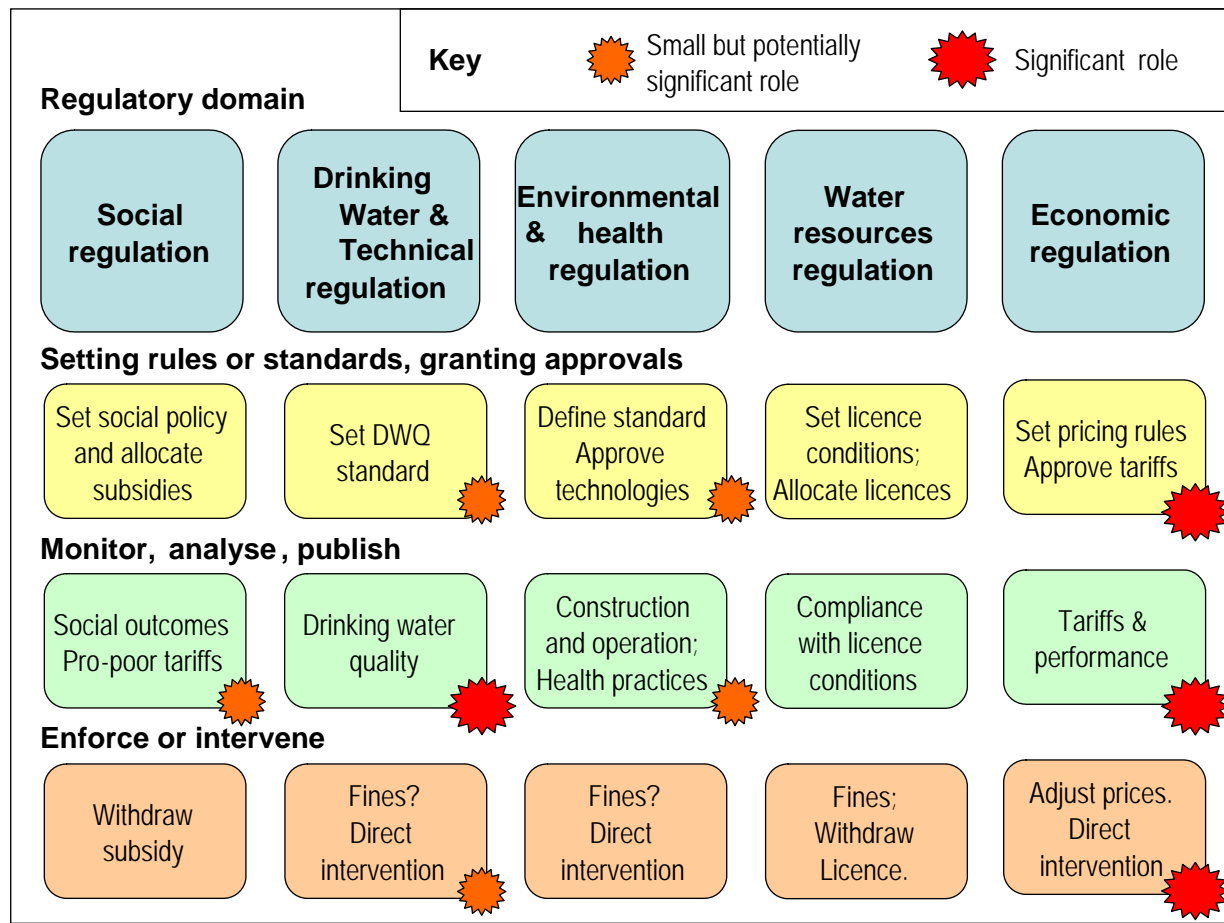 Key
Small but potentially
significant role
Significant role
Regulatory domain
Social
regulation
Drinking
Water &
Technical
regulation
Environmental
& health
regulation
Water
resources
regulation
Economic
regulation
Setting rules or standards, granting approvals
Set social policy
and allocate
subsidies
Set DWQ
standard
Define standard
Approve
technologies
Set licence
conditions;
Allocate licences
Set pricing rules
Approve tariffs
Monitor, analyse, publish
Social outcomes
Pro-poor tariffs
Drinking water
quality
Construction
and operation;
Health practices
Compliance
with licence
conditions
Tariffs &
performance
Enforce or intervene
Withdraw
subsidy
Fines?
Direct
intervention
Fines?
Direct
intervention
Fines;
Withdraw
Licence.
Adjust prices.
Direct
intervention